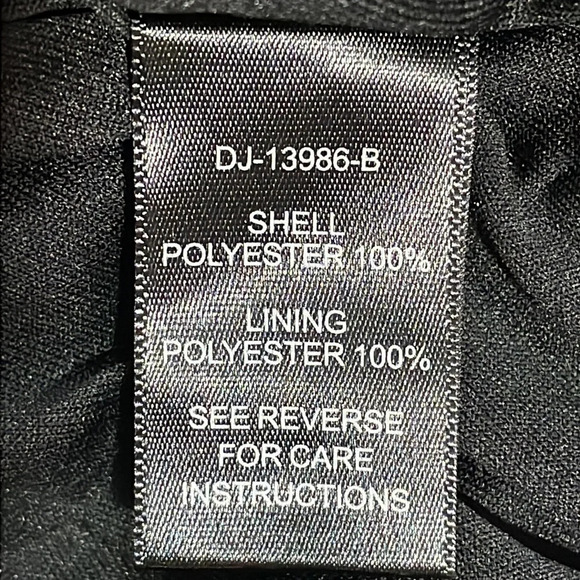 DJ-13986-B
SHELL
POLYESTER 100%
LINING
POLYESTER 100%
SEE REVERSE
FOR CARE
INSTRUCTIONS